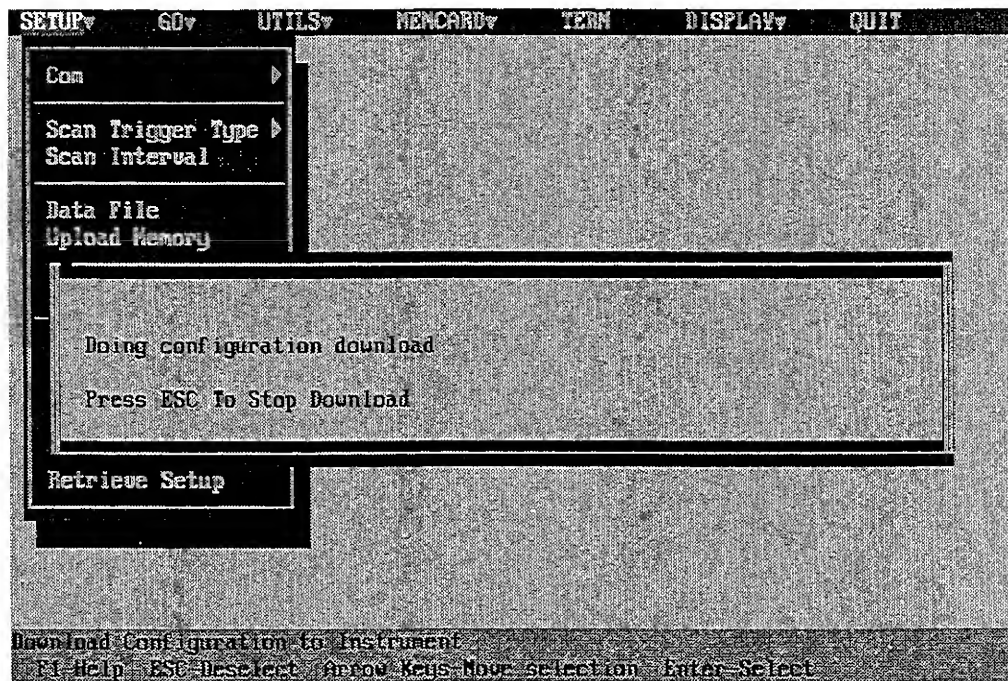 SETUP▼ GO▼ UTILS▼ MEMCARD▼ TERM DISPLAY▼ QUIT
Com ▷
Scan Trigger Type ▷
Scan Interval
Data File
Upload Memory
Doing configuration download
Press ESC To Stop Download
Retrieve Setup
Download Configuration to Instrument
F1-Help ESC-Deselect Arrow Keys-Move selection Enter-Select